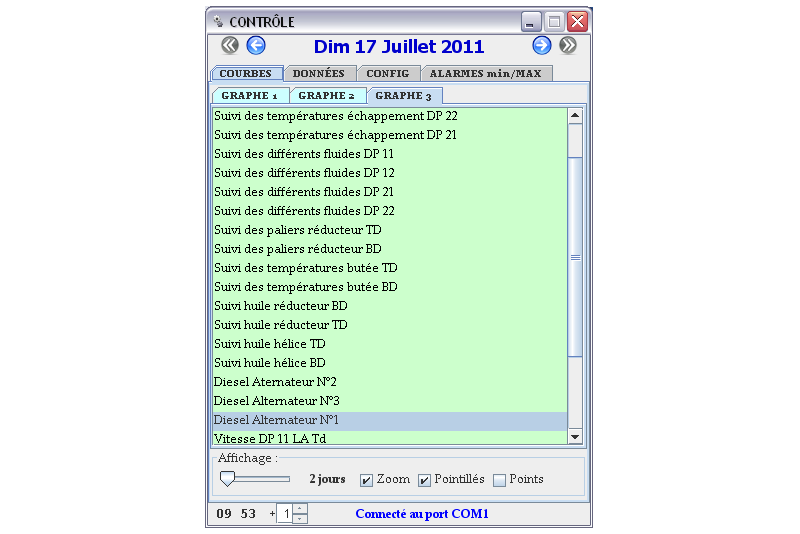 CONTRÔLE
Dim 17 Juillet 2011
COURBES DONNÉES CONFIG ALARMES min/MAX
GRAPHE 1 GRAPHE 2 GRAPHE 3
Suivi des températures échappement DP 22
Suivi des températures échappement DP 21
Suivi des différents fluides DP 11
Suivi des différents fluides DP 12
Suivi des différents fluides DP 21
Suivi des différents fluides DP 22
Suivi des paliers réducteur TD
Suivi des paliers réducteur BD
Suivi des températures butée TD
Suivi des températures butée BD
Suivi huile réducteur BD
Suivi huile réducteur TD
Suivi huile hélice TD
Suivi huile hélice BD
Diesel Aternateur N°2
Diesel Alternateur N°3
Diesel Alternateur N°1
Vitesse DP 11 LA Td
Affichage :
2 jours Zoom Pointillés Points
09 53 + 1 Connecté au port COM1